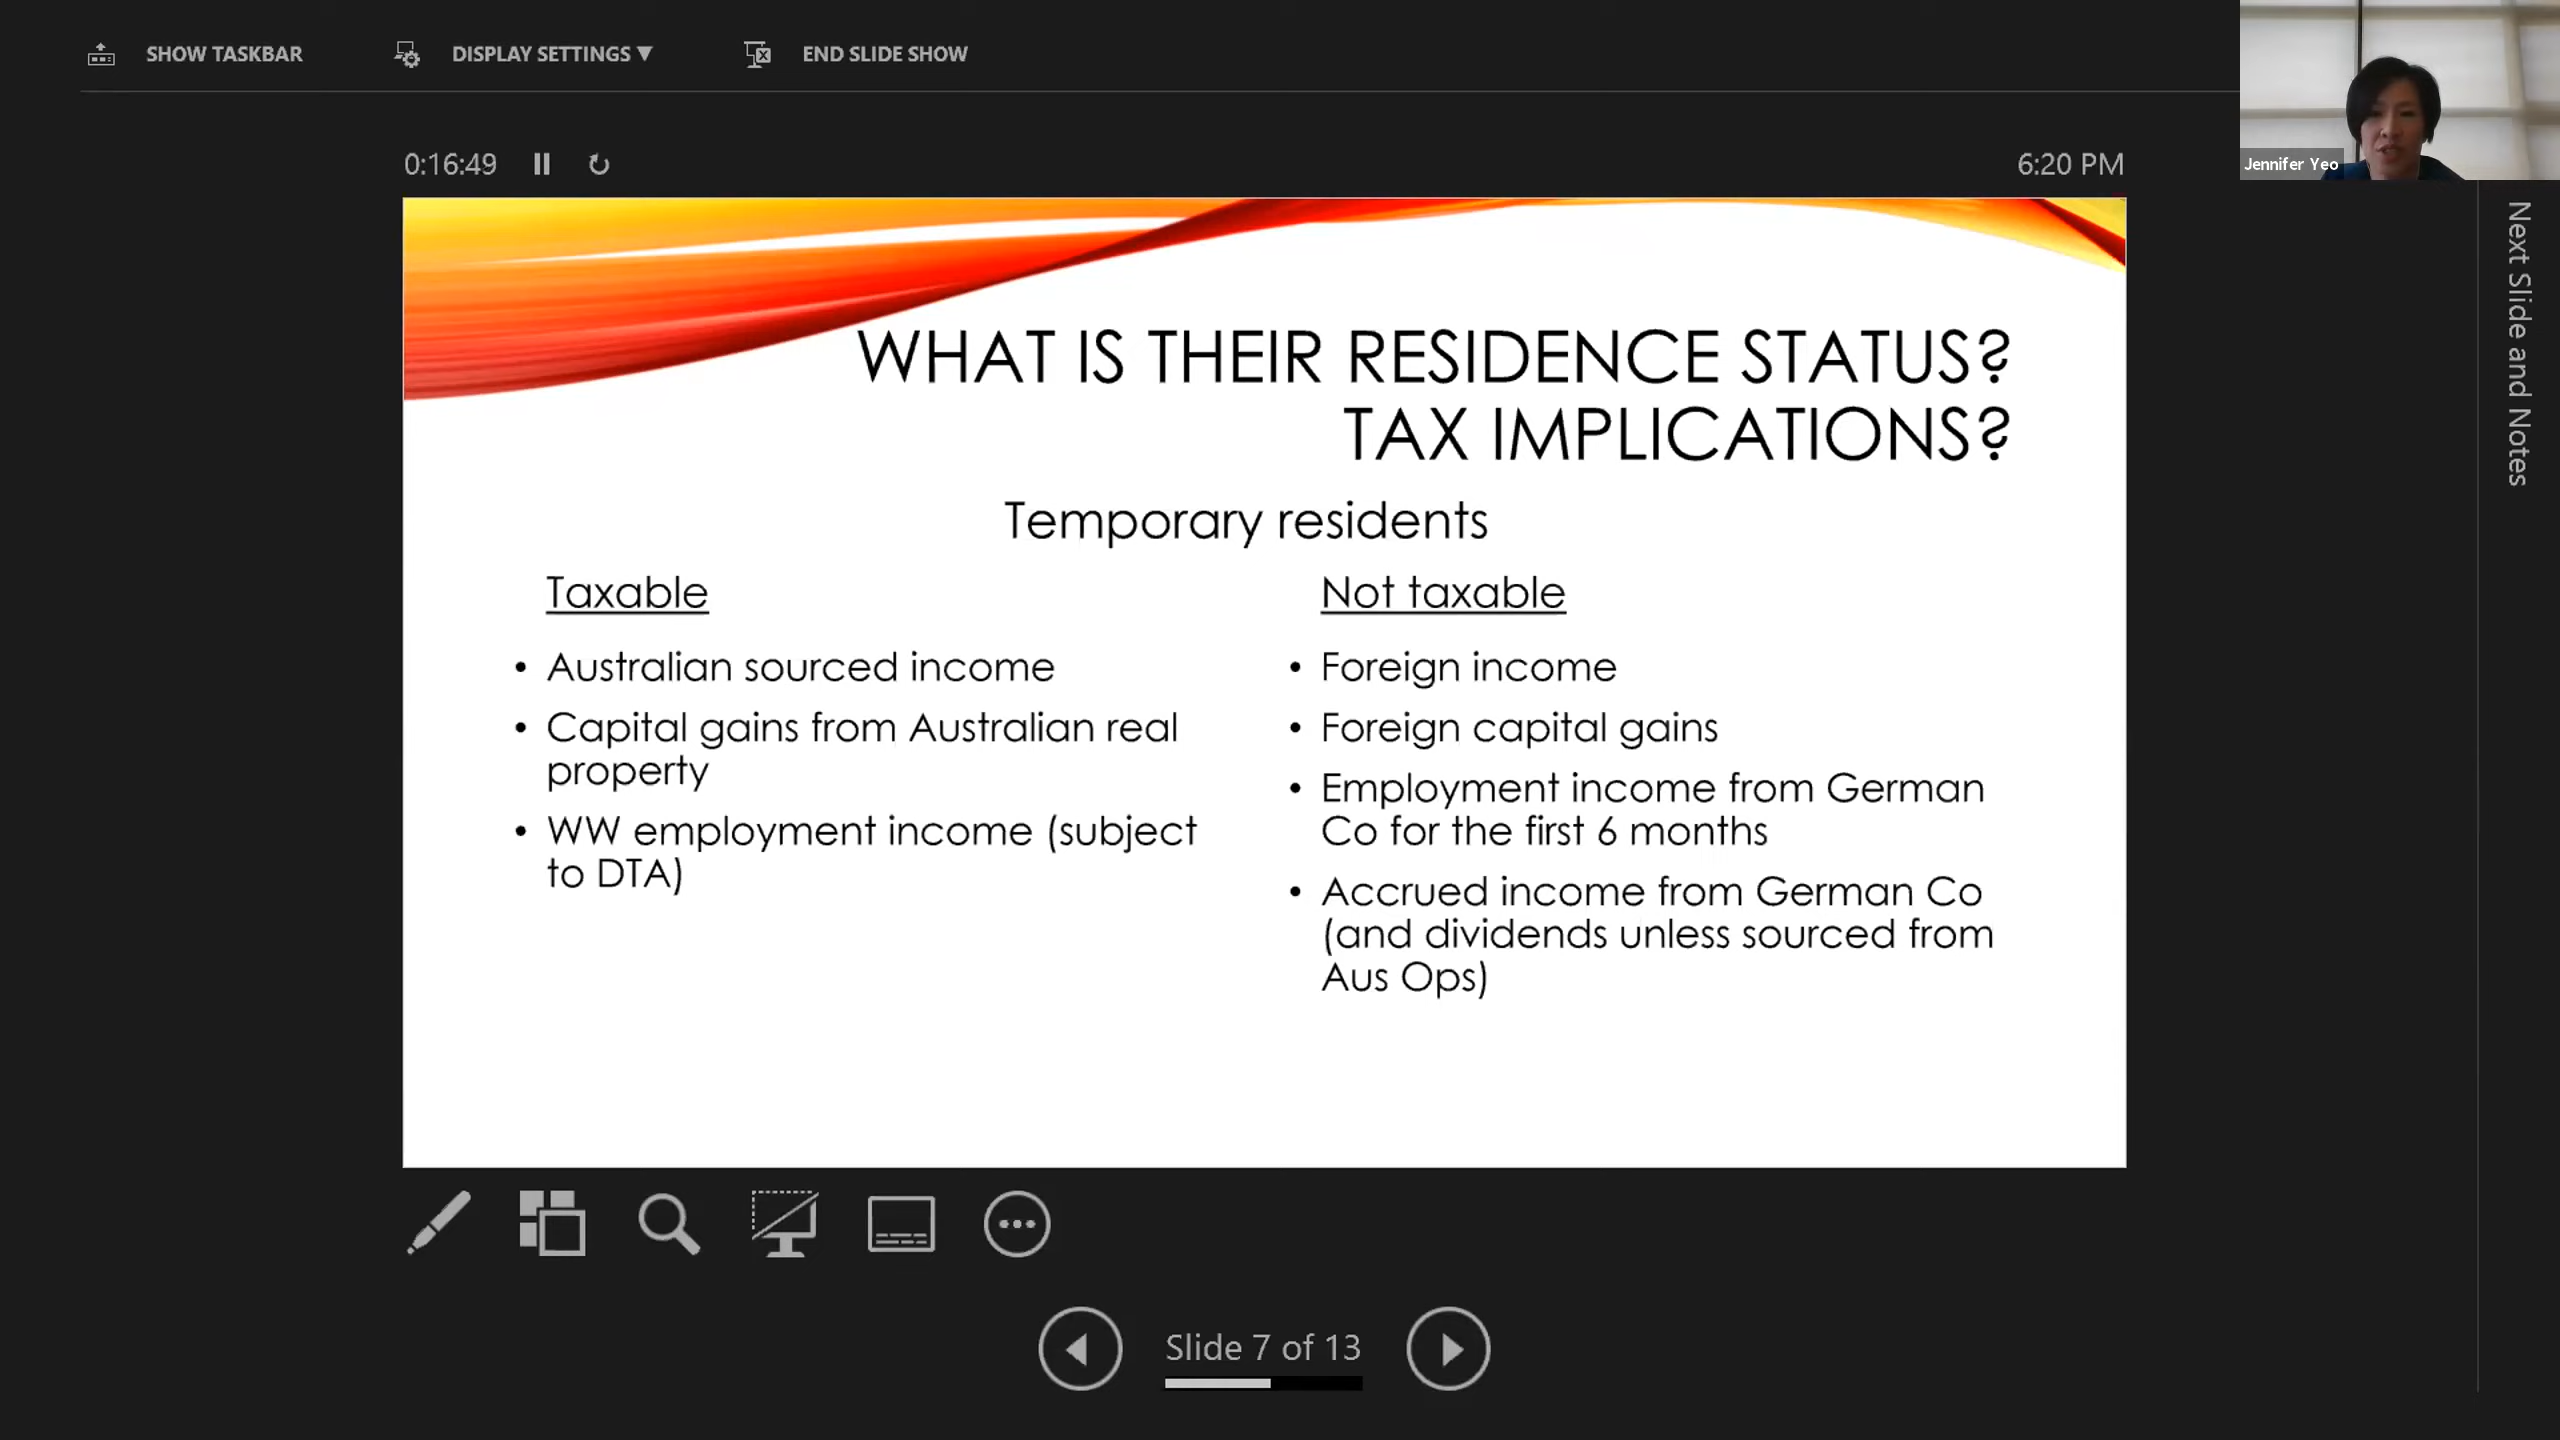 SHOW TASKBAR
DISPLAY SETTINGS ▼
END SLIDE SHOW
Jennifer Yeo
0:16:49
6:20 PM
WHAT IS THEIR RESIDENCE STATUS?
TAX IMPLICATIONS?
Temporary residents
Taxable
• Australian sourced income
• Capital gains from Australian real
property
• WW employment income (subject
to DTA)
Not taxable
• Foreign income
• Foreign capital gains
• Employment income from German
Co for the first 6 months
• Accrued income from German Co
(and dividends unless sourced from
Aus Ops)
Next Slide and Notes
Slide 7 of 13